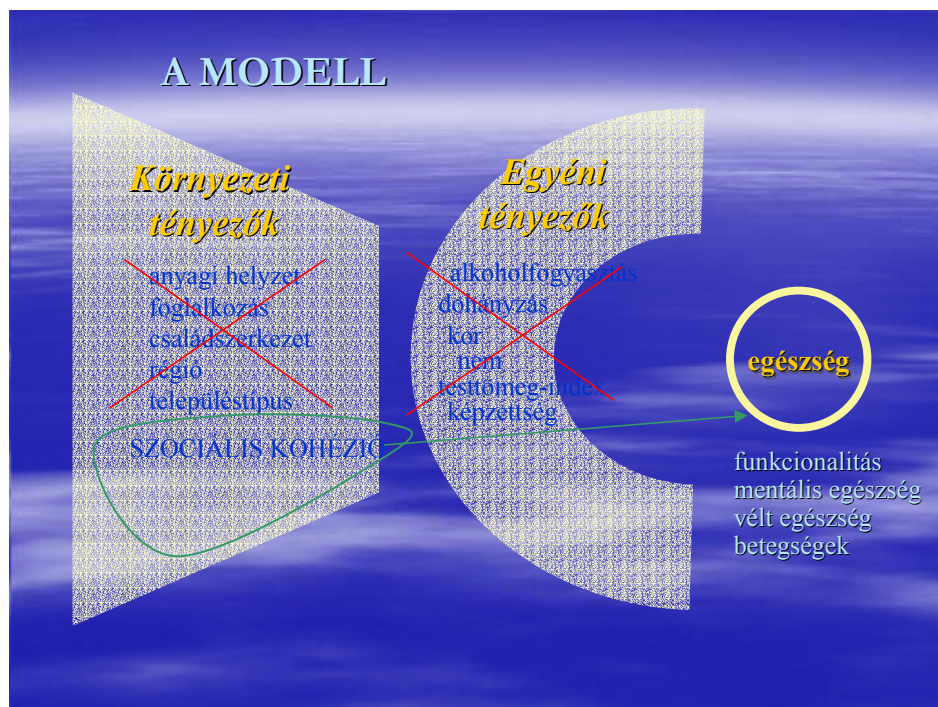 A MODELL
Környezeti
tényezők
anyagi helyzet
foglalkozás
családszerkezet
régió
településtípus
SZOCIÁLIS KOHÉZIÓ
Egyéni
tényezők
alkoholfogyasztás
dohányzás
kor
nem
testtömeg-index
képzettség
egészség
funkcionalitás
mentális egészség
vélt egészség
betegségek